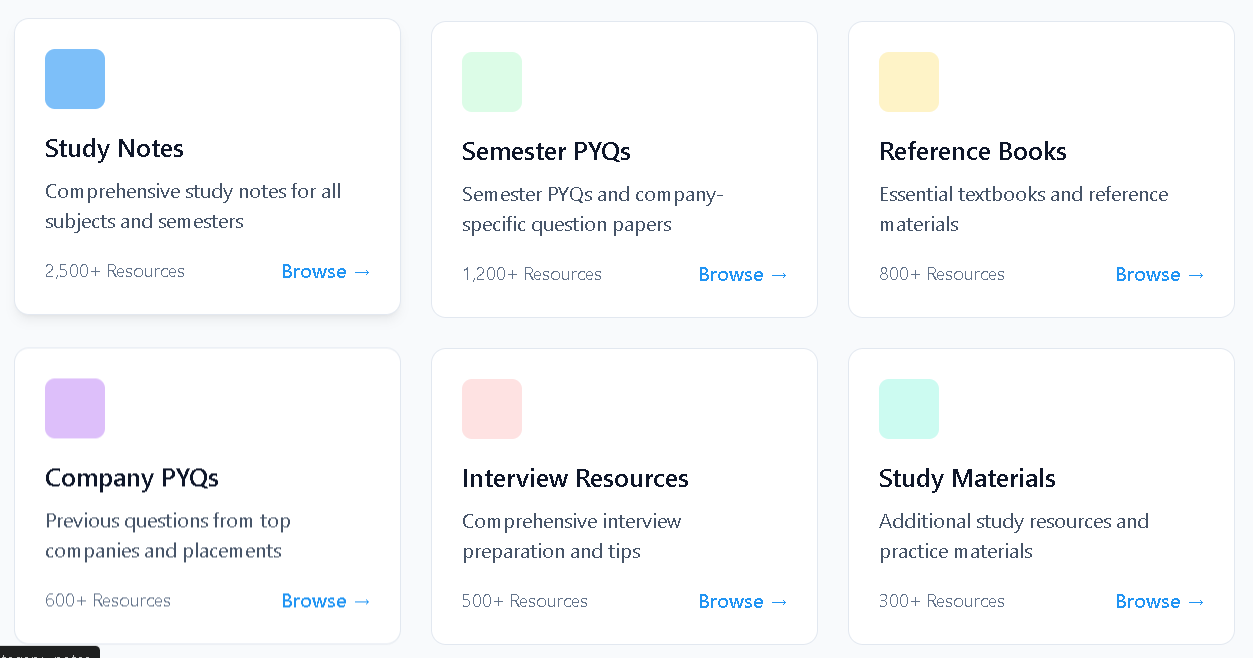 Study Notes
Comprehensive study notes for all
subjects and semesters
2,500+ Resources
Browse →
Semester PYQs
Semester PYQs and company-
specific question papers
1,200+ Resources
Browse →
Reference Books
Essential textbooks and reference
materials
800+ Resources
Browse →
Company PYQs
Previous questions from top
companies and placements
600+ Resources
Browse →
Interview Resources
Comprehensive interview
preparation and tips
500+ Resources
Browse →
Study Materials
Additional study resources and
practice materials
300+ Resources
Browse →